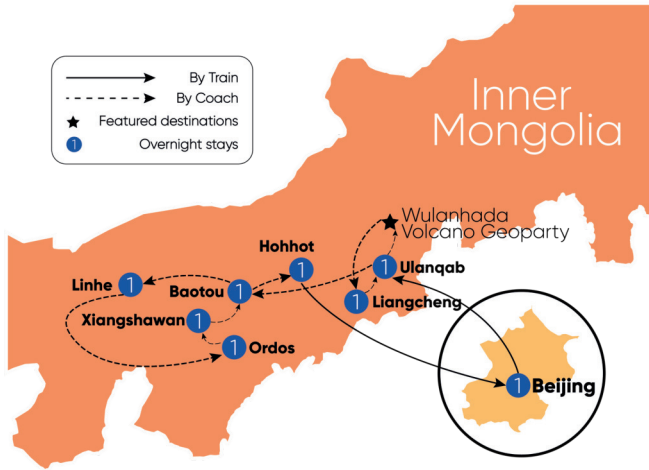 By Train
By Coach
Featured destinations
1 Overnight stays
Inner
Mongolia
Wulanhada
Volcano Geoparty
Hohhot
1
Ulanqab
1
Linhe
1
Baotou
1
Liangcheng
1
Xiangshawan
1
Ordos
1
Beijing
1